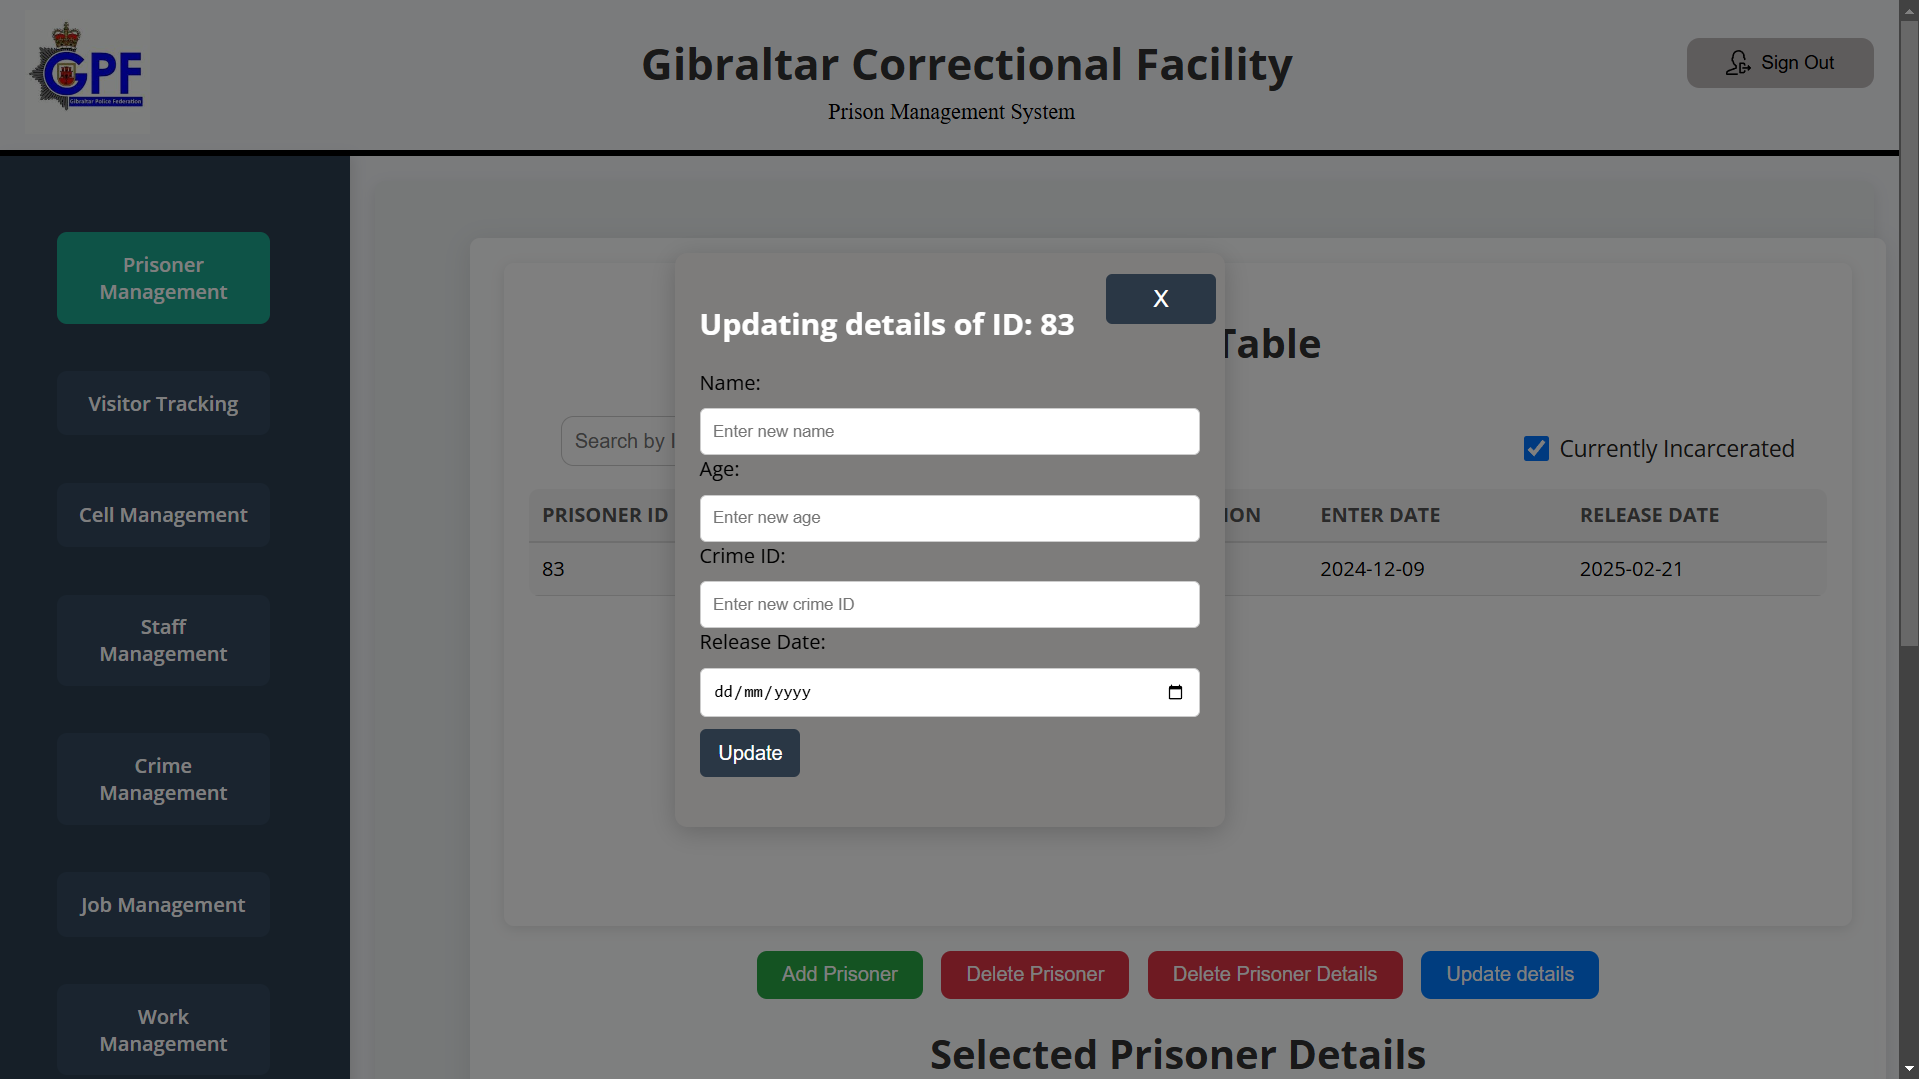 GPF
Gibraltar Police Federation
Gibraltar Correctional Facility
Prison Management System
Sign Out
Prisoner
Management
Visitor Tracking
Cell Management
Staff
Management
Crime
Management
Job Management
Work
Management
Table
Search by
Currently Incarcerated
PRISONER ID ION ENTER DATE RELEASE DATE
83 2024-12-09 2025-02-21
X
Updating details of ID: 83
Name:
Enter new name
Age:
Enter new age
Crime ID:
Enter new crime ID
Release Date:
dd/mm/yyyy
Update
Add Prisoner
Delete Prisoner
Delete Prisoner Details
Update details
Selected Prisoner Details